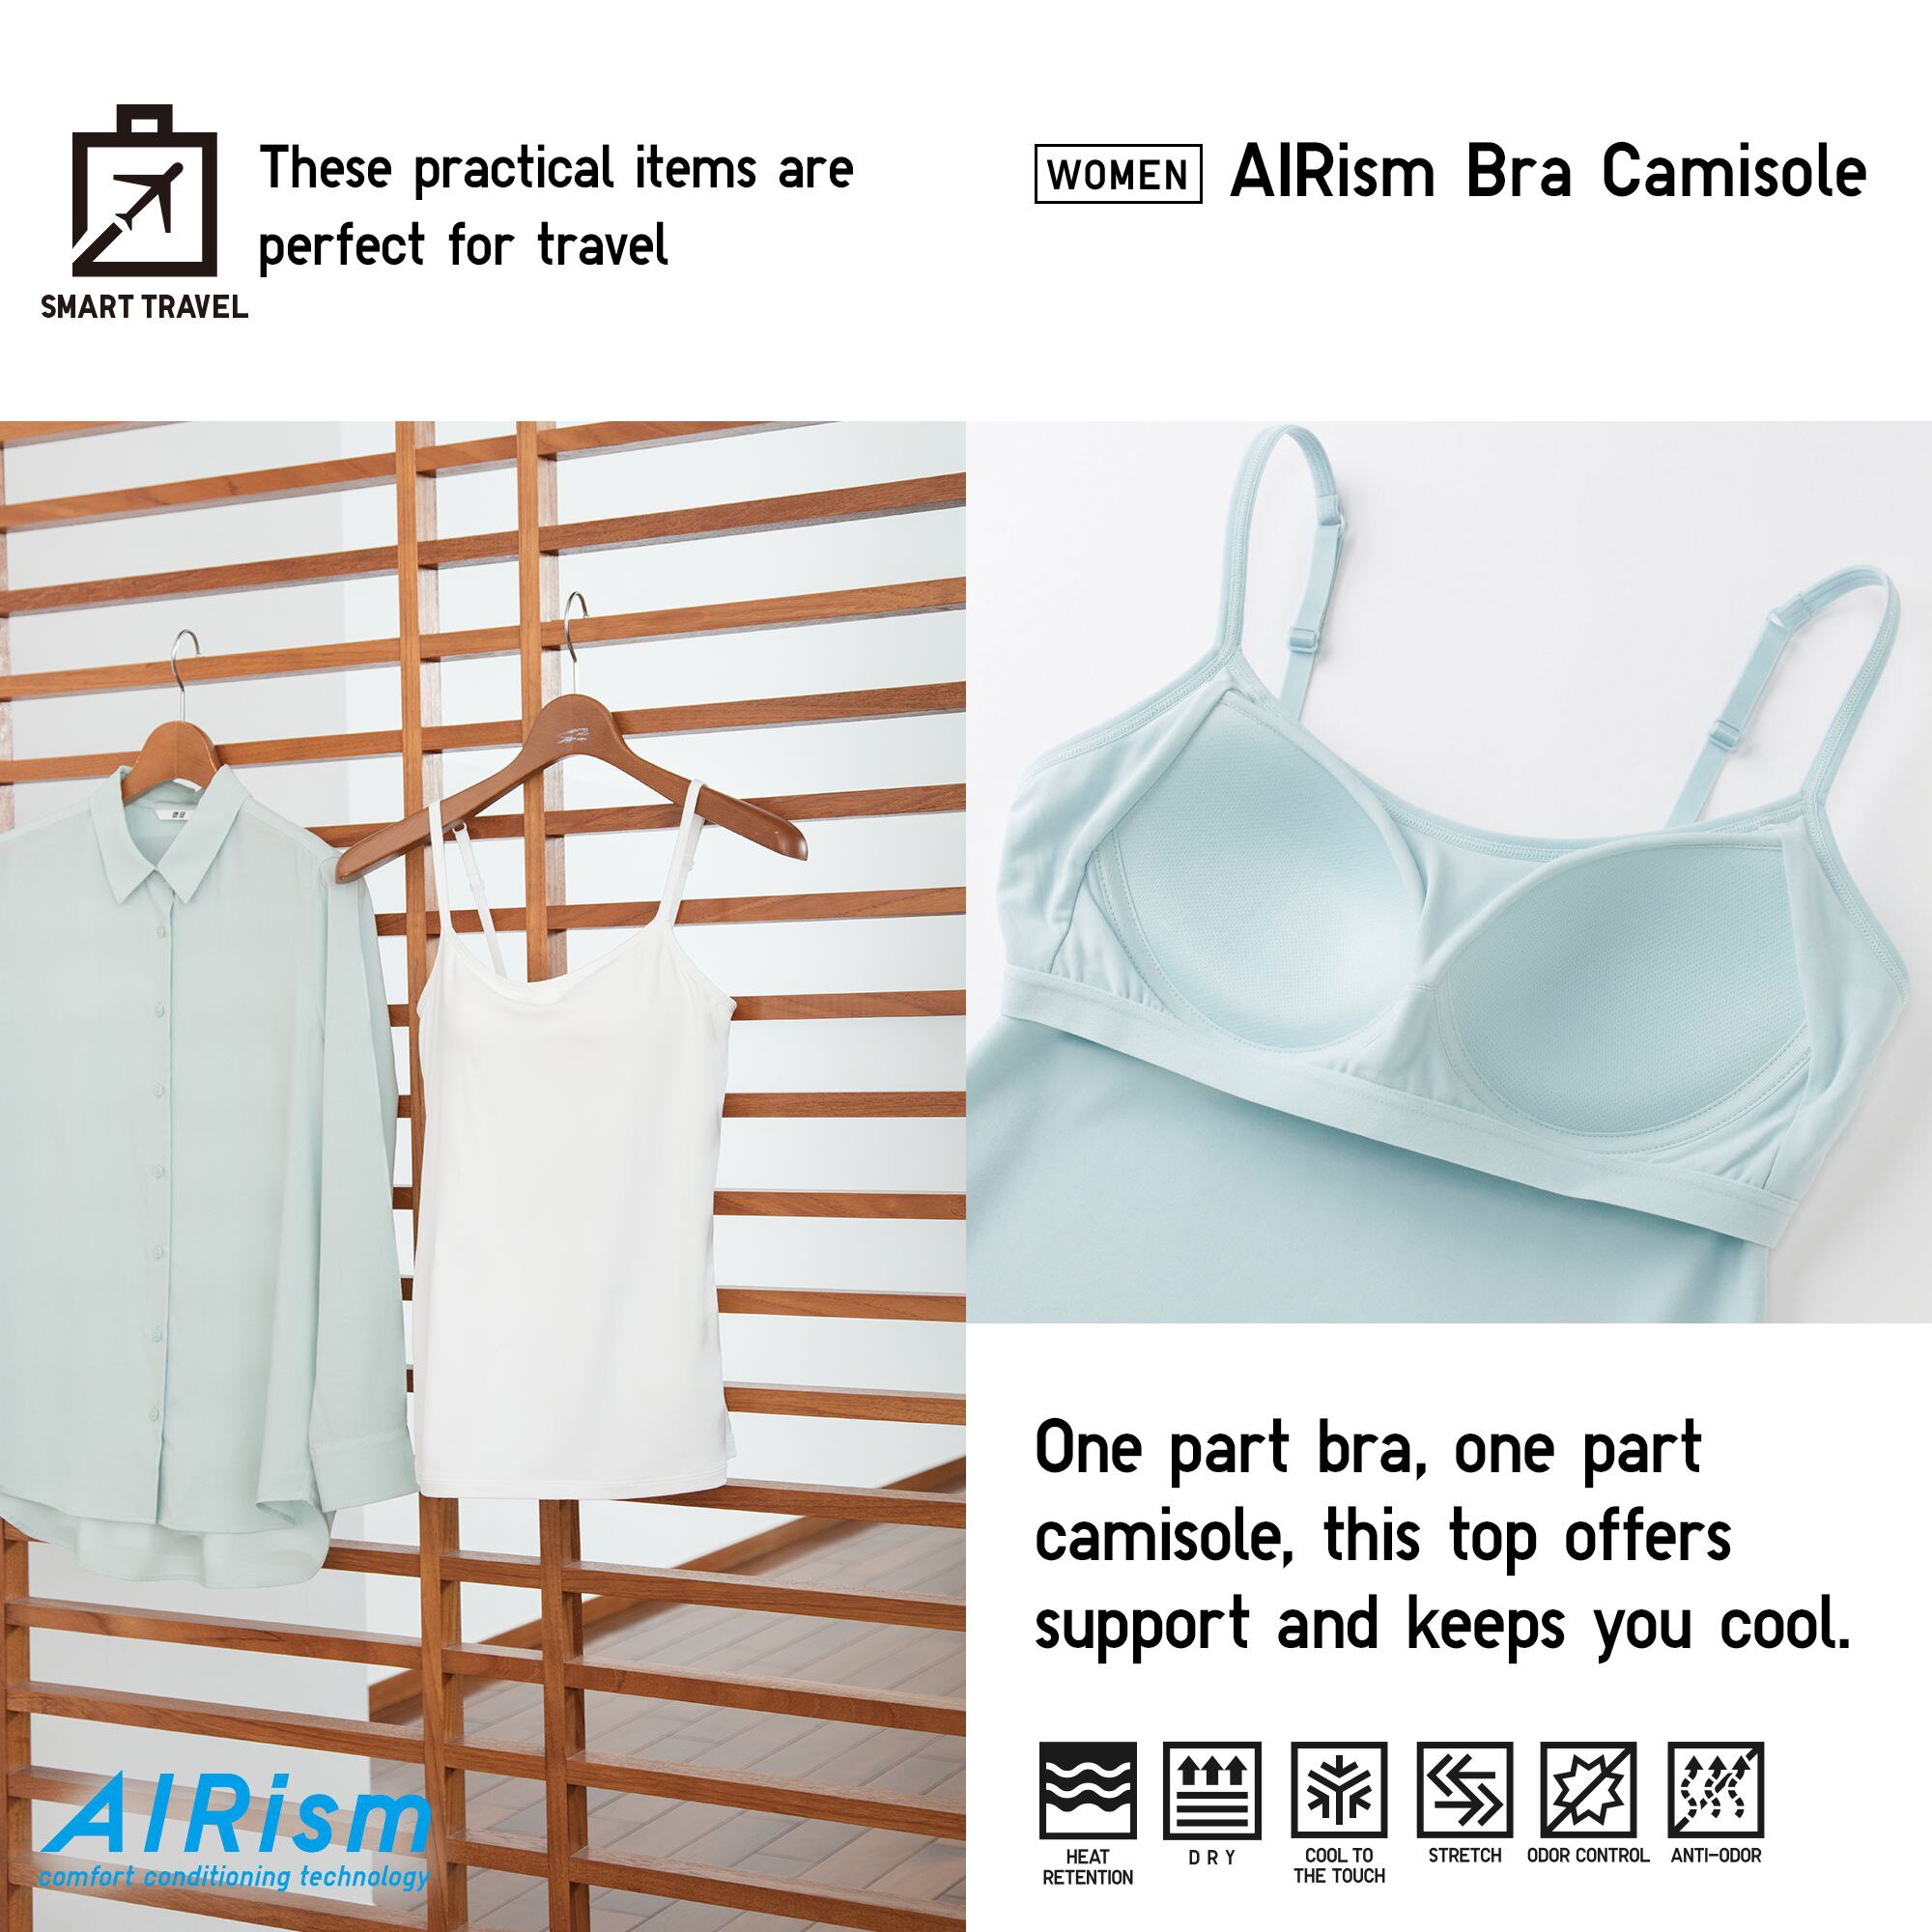 These practical items are
perfect for travel
SMART TRAVEL
WOMEN AIRism Bra Camisole
One part bra, one part
camisole, this top offers
support and keeps you cool.
HEAT
RETENTION
DRY
COOL TO
THE TOUCH
STRETCH
ODOR CONTROL
ANTI-ODOR
AIRism
comfort conditioning technology